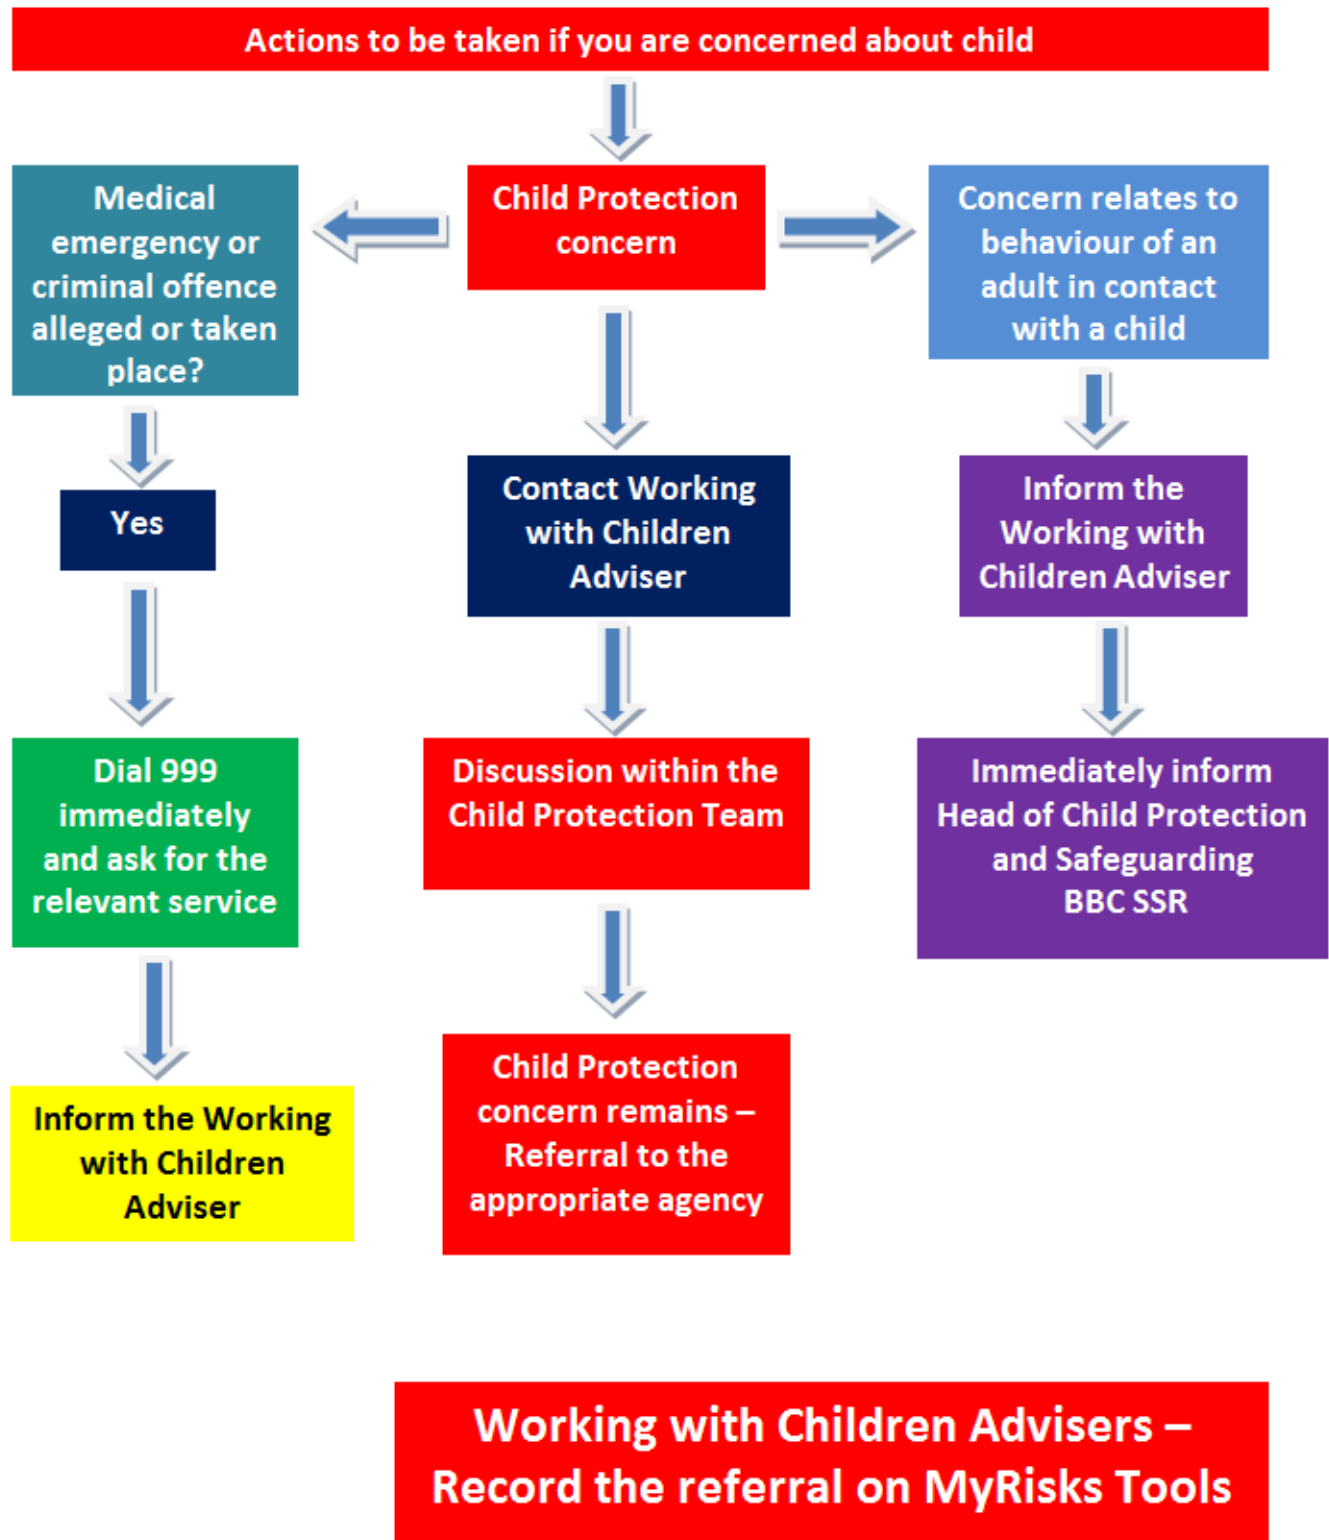 Actions to be taken if you are concerned about child
Medical
emergency or
criminal offence
alleged or taken
place?
Child Protection
concern
Concern relates to
behaviour of an
adult in contact
with a child
Yes
Contact Working
with Children
Adviser
Inform the
Working with
Children Adviser
Dial 999
immediately
and ask for the
relevant service
Discussion within the
Child Protection Team
Immediately inform
Head of Child Protection
and Safeguarding
BBC SSR
Inform the Working
with Children
Adviser
Child Protection
concern remains –
Referral to the
appropriate agency
Working with Children Advisers –
Record the referral on MyRisks Tools